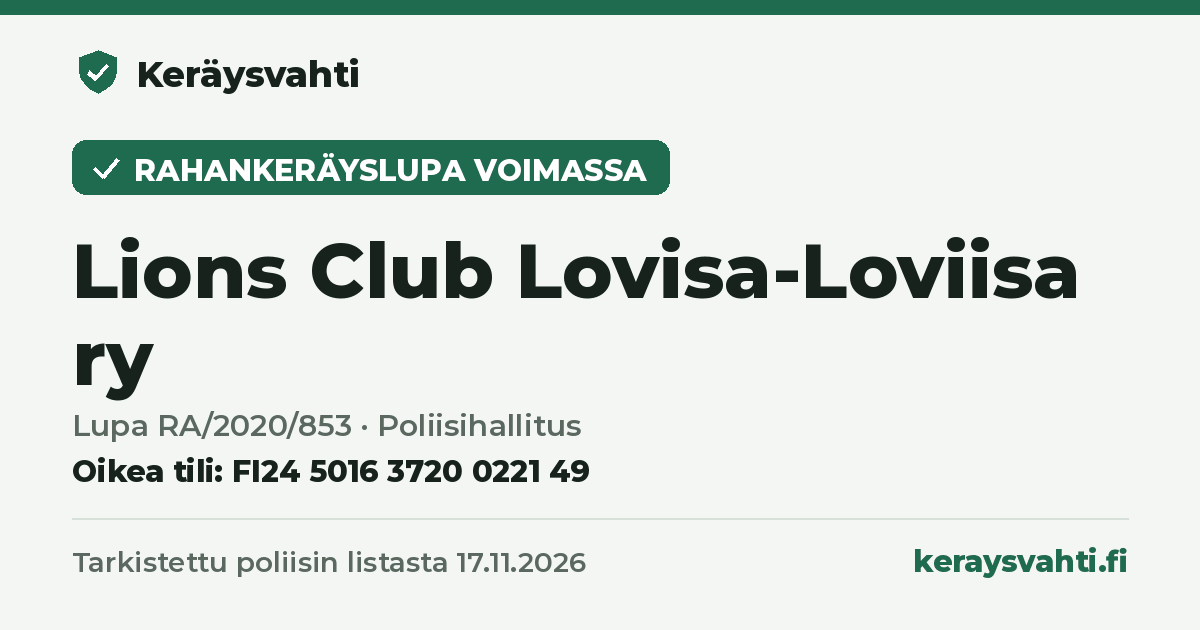 Keräysvahti
RAHANKERÄYSLUPA VOIMASSA
Lions Club Lovisa-Loviisa
ry
Lupa RA/2020/853 · Poliisihallitus
Oikea tili: FI24 5016 3720 0221 49
Tarkistettu poliisin listasta 17.11.2026
keraysvahti.fi